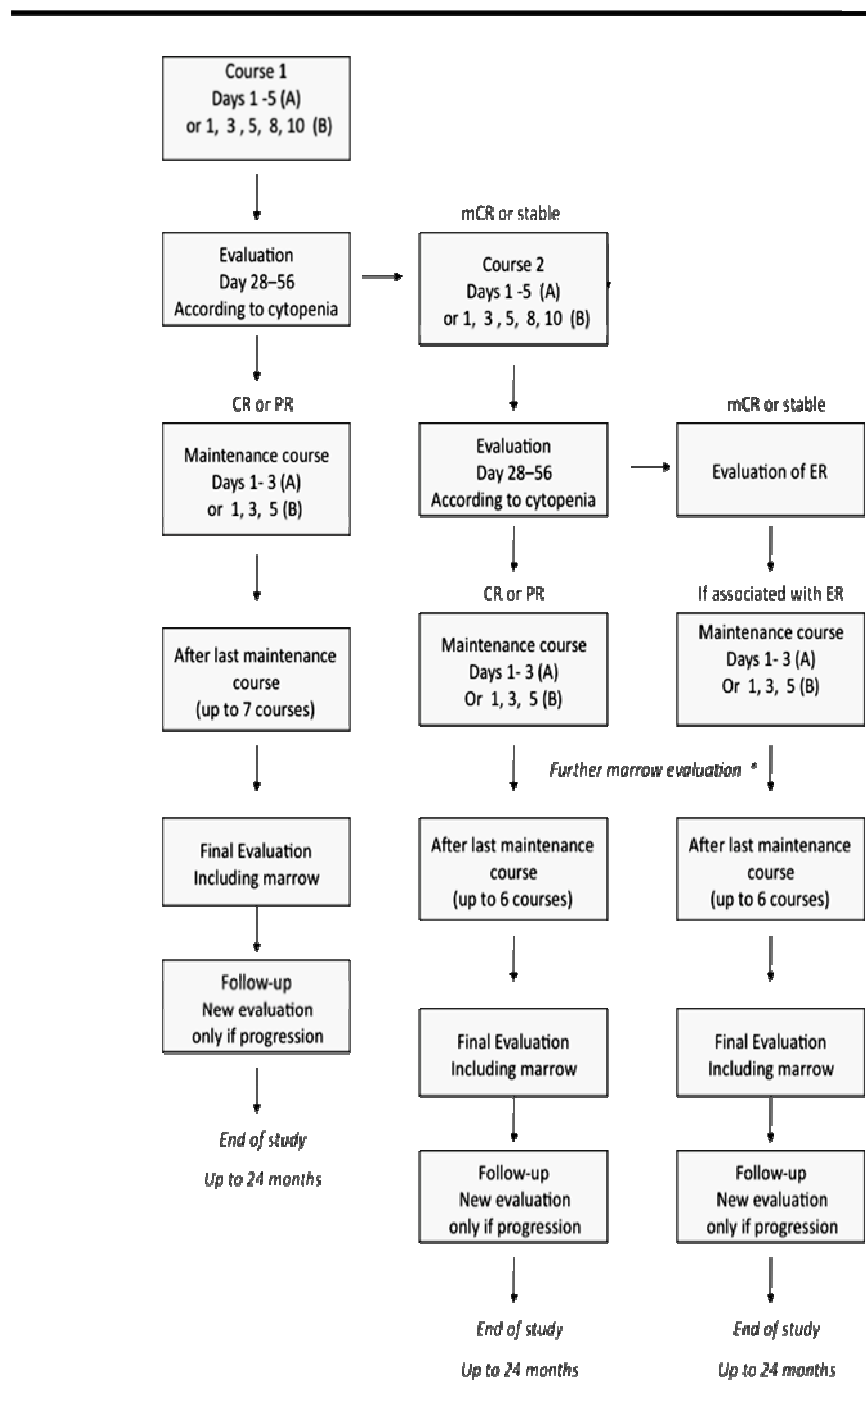 Course 1
Days 1 -5 (A)
or 1, 3 , 5, 8, 10 (B)
Evaluation
Day 28–56
According to cytopenia
CR or PR
Maintenance course
Days 1- 3 (A)
or 1, 3, 5 (B)
After last maintenance
course
(up to 7 courses)
Final Evaluation
Including marrow
Follow-up
New evaluation
only if progression
End of study
Up to 24 months
mCR or stable
Course 2
Days 1 -5 (A)
or 1, 3 , 5, 8, 10 (B)
Evaluation
Day 28–56
According to cytopenia
CR or PR
Maintenance course
Days 1- 3 (A)
Or 1, 3, 5 (B)
Further marrow evaluation *
After last maintenance
course
(up to 6 courses)
Final Evaluation
Including marrow
Follow-up
New evaluation
only if progression
End of study
Up to 24 months
mCR or stable
Evaluation of ER
If associated with ER
Maintenance course
Days 1- 3 (A)
Or 1, 3, 5 (B)
After last maintenance
course
(up to 6 courses)
Final Evaluation
Including marrow
Follow-up
New evaluation
only if progression
End of study
Up to 24 months